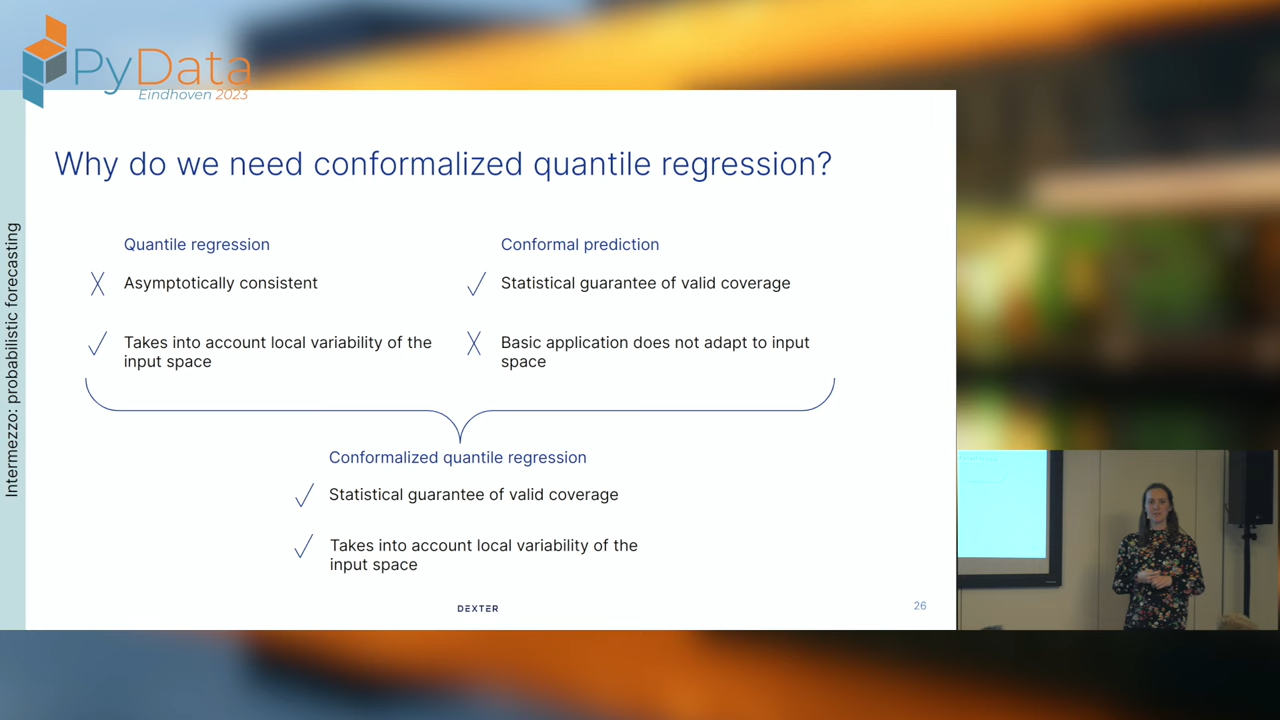 PyData
Eindhoven 2023
Intermezzo: probabilistic forecasting
Why do we need conformalized quantile regression?
Quantile regression
Asymptotically consistent
Takes into account local variability of the
input space
Conformal prediction
Statistical guarantee of valid coverage
Basic application does not adapt to input
space
Conformalized quantile regression
Statistical guarantee of valid coverage
Takes into account local variability of the
input space
DEXTER
26